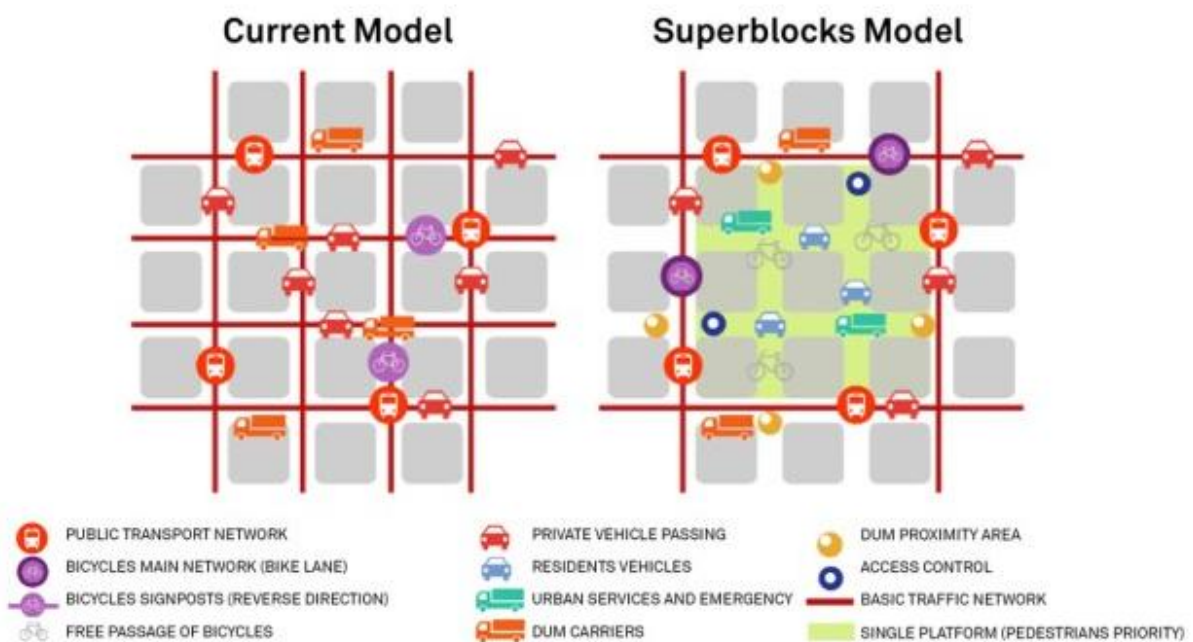 Current Model
Superblocks Model
PUBLIC TRANSPORT NETWORK
PRIVATE VEHICLE PASSING
DUM PROXIMITY AREA
BICYCLES MAIN NETWORK (BIKE LANE)
RESIDENTS VEHICLES
ACCESS CONTROL
BICYCLES SIGNPOSTS (REVERSE DIRECTION)
URBAN SERVICES AND EMERGENCY
BASIC TRAFFIC NETWORK
FREE PASSAGE OF BICYCLES
DUM CARRIERS
SINGLE PLATFORM (PEDESTRIANS PRIORITY)